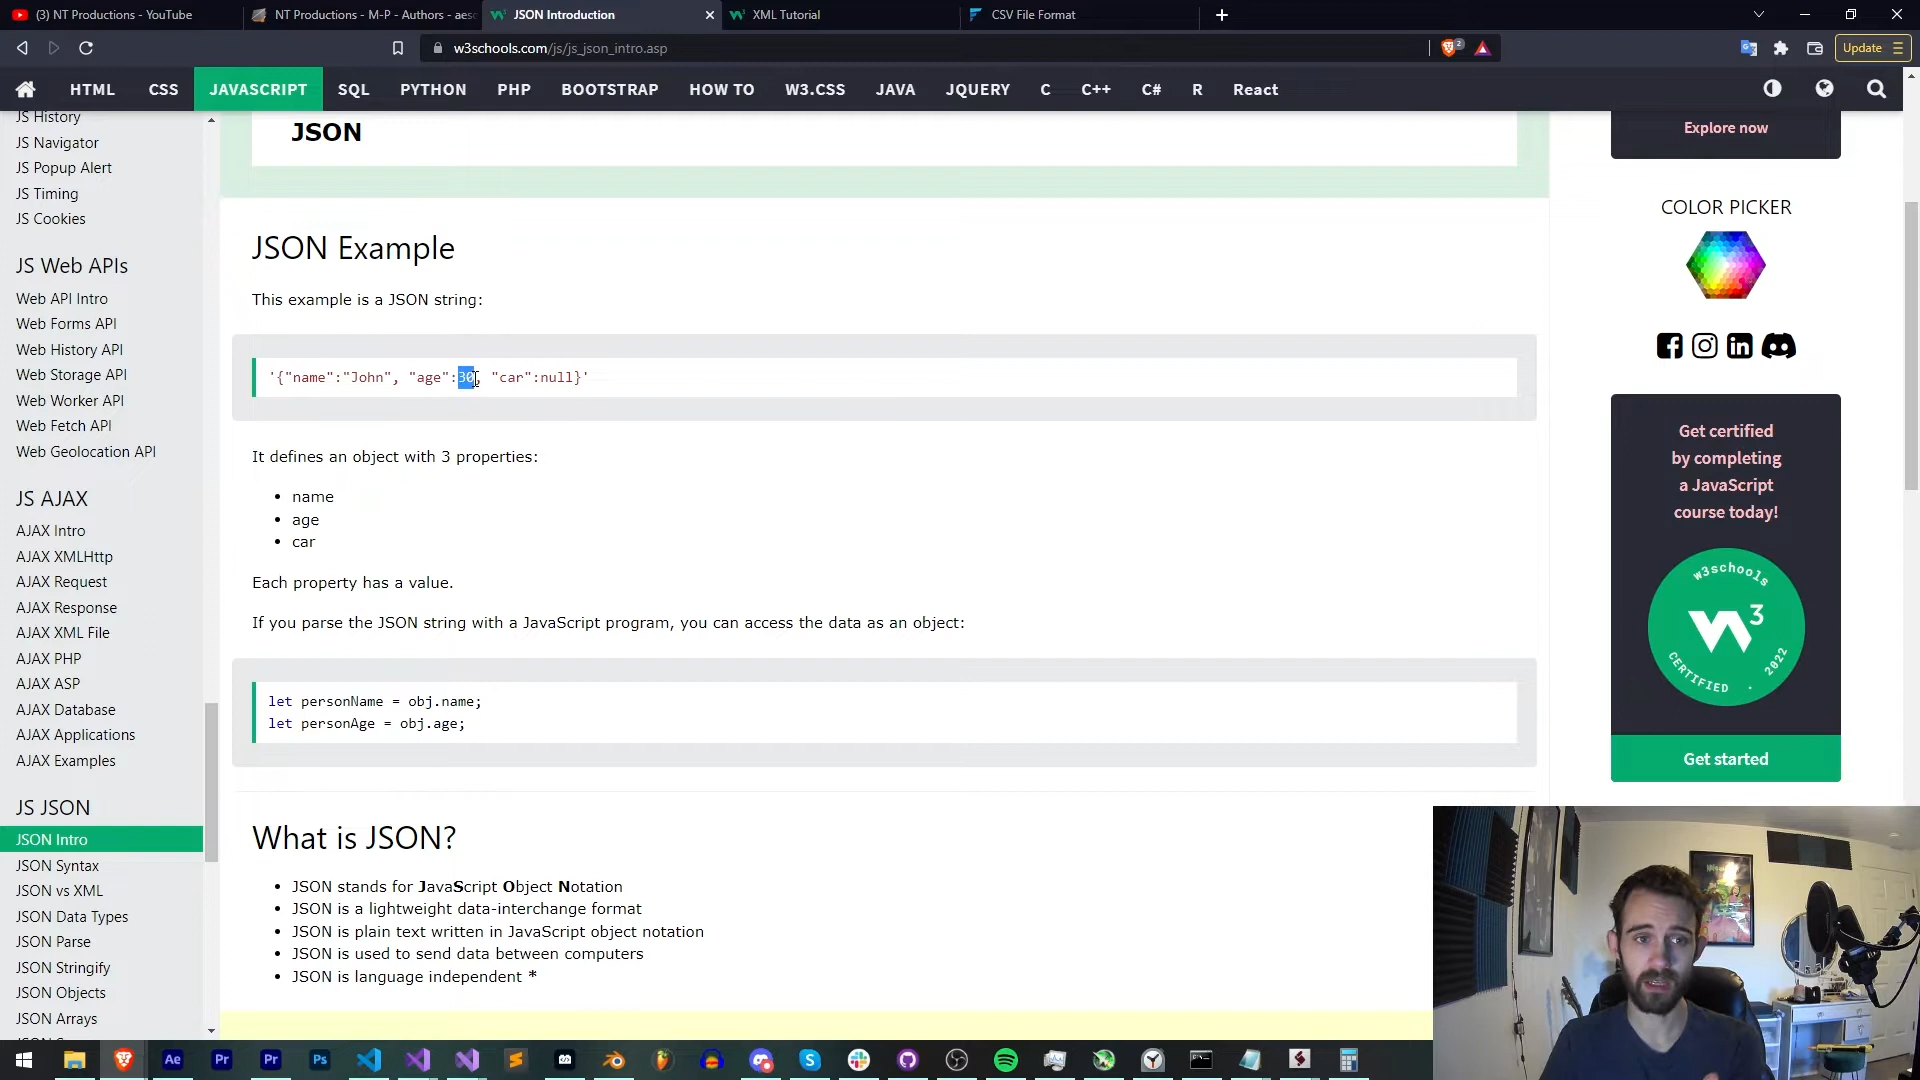 (3) NT Productions - YouTube
NT Productions - M-P - Authors - aesc
JSON Introduction
XML Tutorial
CSV File Format
w3schools.com/js/js_json_intro.asp
2
Update
HTML
CSS
JAVASCRIPT
SQL
PYTHON
PHP
BOOTSTRAP
HOW TO
W3.CSS
JAVA
JQUERY
C
C++
C#
R
React
JS History
JS Navigator
JS Popup Alert
JS Timing
JS Cookies
JS Web APIs
Web API Intro
Web Forms API
Web History API
Web Storage API
Web Worker API
Web Fetch API
Web Geolocation API
JS AJAX
AJAX Intro
AJAX XMLHttp
AJAX Request
AJAX Response
AJAX XML File
AJAX PHP
AJAX ASP
AJAX Database
AJAX Applications
AJAX Examples
JS JSON
JSON Intro
JSON Syntax
JSON vs XML
JSON Data Types
JSON Parse
JSON Stringify
JSON Objects
JSON Arrays
JSON
JSON Example
This example is a JSON string:
'{"name":"John", "age":30, "car":null}'
It defines an object with 3 properties:
• name
• age
• car
Each property has a value.
If you parse the JSON string with a JavaScript program, you can access the data as an object:
let personName = obj.name;
let personAge = obj.age;
What is JSON?
• JSON stands for JavaScript Object Notation
• JSON is a lightweight data-interchange format
• JSON is plain text written in JavaScript object notation
• JSON is used to send data between computers
• JSON is language independent *
Explore now
COLOR PICKER
Get certified
by completing
a JavaScript
course today!
w3schools
W3
CERTIFIED . 2022
Get started
Ae
Pr
Pr
Ps